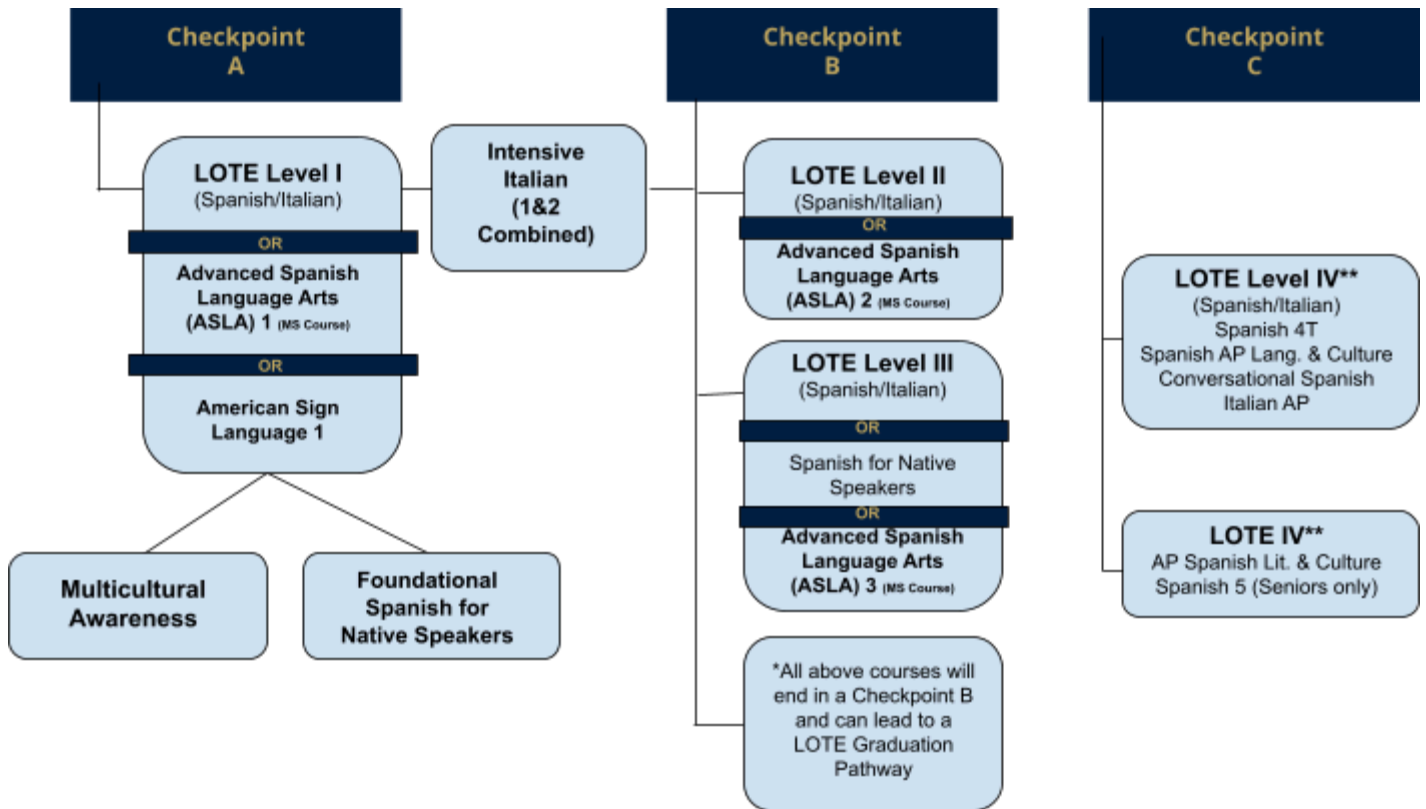 Checkpoint
A
LOTE Level I
(Spanish/Italian)
OR
Advanced Spanish
Language Arts
(ASLA) 1 (MS Course)
OR
American Sign
Language 1
Multicultural
Awareness
Foundational
Spanish for
Native Speakers
Intensive
Italian
(1&2
Combined)
Checkpoint
B
LOTE Level II
(Spanish/Italian)
OR
Advanced Spanish
Language Arts
(ASLA) 2 (MS Course)
LOTE Level III
(Spanish/Italian)
OR
Spanish for Native
Speakers
OR
Advanced Spanish
Language Arts
(ASLA) 3 (MS Course)
*All above courses will
end in a Checkpoint B
and can lead to a
LOTE Graduation
Pathway
Checkpoint
C
LOTE Level IV**
(Spanish/Italian)
Spanish 4T
Spanish AP Lang. & Culture
Conversational Spanish
Italian AP
LOTE IV**
AP Spanish Lit. & Culture
Spanish 5 (Seniors only)